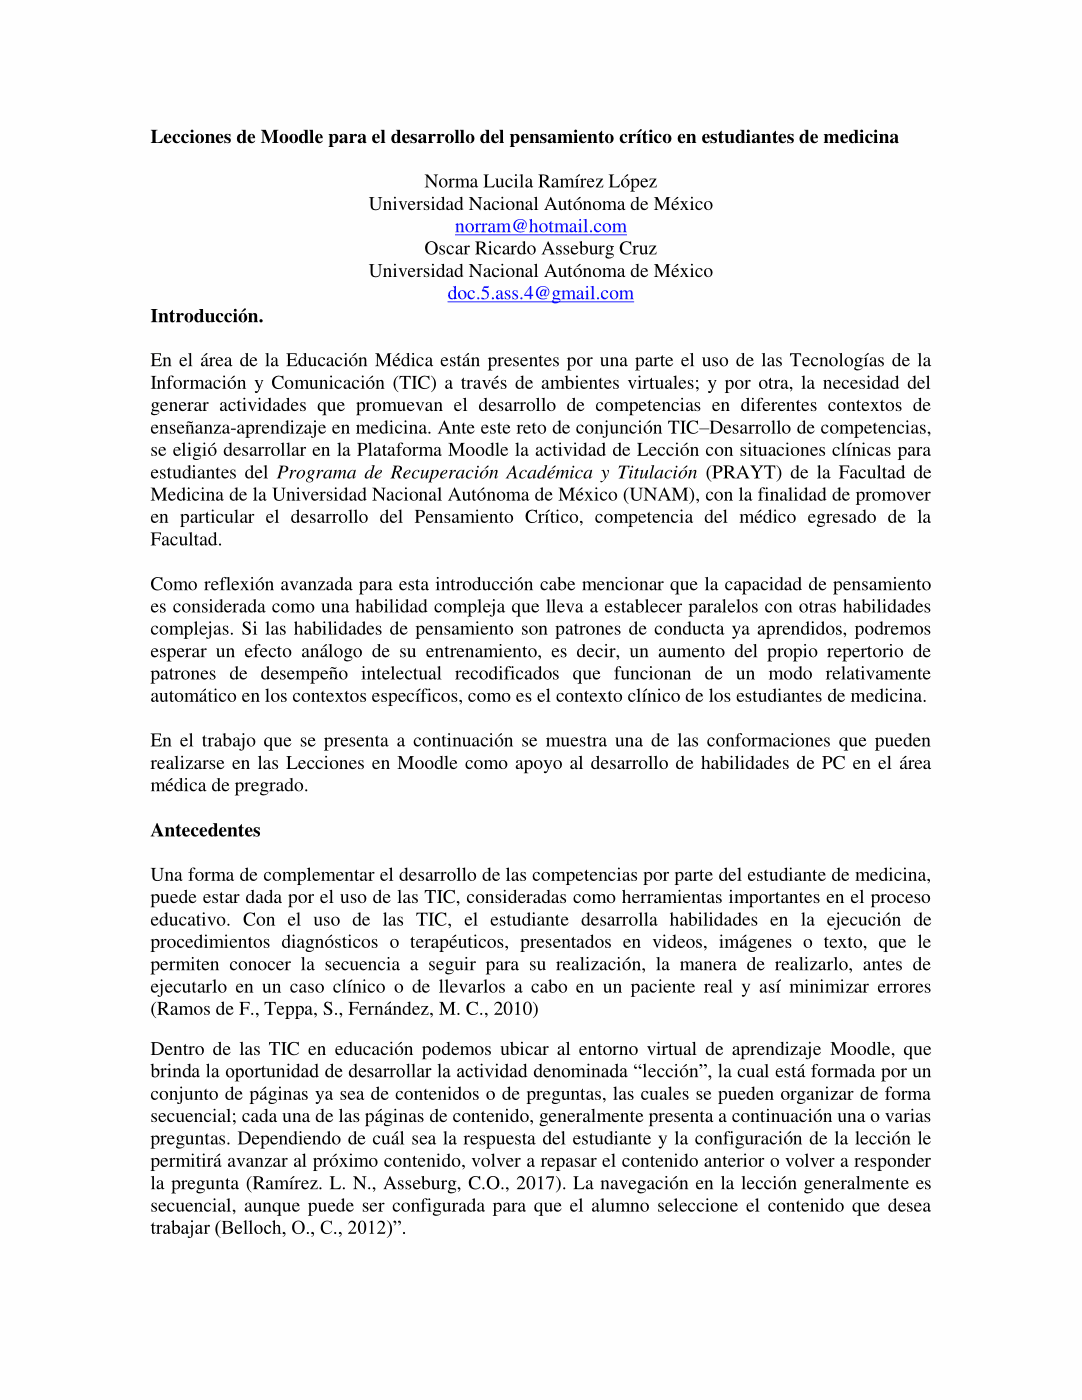 Lecciones de Moodle para el desarrollo del pensamiento crítico en estudiantes de medicina
Norma Lucila Ramírez López
Universidad Nacional Autónoma de México
norram@hotmail.com
Oscar Ricardo Asseburg Cruz
Universidad Nacional Autónoma de México
doc.5.ass.4@gmail.com
Introducción.
En el área de la Educación Médica están presentes por una parte el uso de las Tecnologías de la
Información y Comunicación (TIC) a través de ambientes virtuales; y por otra, la necesidad del
generar actividades que promuevan el desarrollo de competencias en diferentes contextos de
enseñanza-aprendizaje en medicina. Ante este reto de conjunción TIC–Desarrollo de competencias,
se eligió desarrollar en la Plataforma Moodle la actividad de Lección con situaciones clínicas para
estudiantes del Programa de Recuperación Académica y Titulación (PRAYT) de la Facultad de
Medicina de la Universidad Nacional Autónoma de México (UNAM), con la finalidad de promover
en particular el desarrollo del Pensamiento Crítico, competencia del médico egresado de la
Facultad.
Como reflexión avanzada para esta introducción cabe mencionar que la capacidad de pensamiento
es considerada como una habilidad compleja que lleva a establecer paralelos con otras habilidades
complejas. Si las habilidades de pensamiento son patrones de conducta ya aprendidos, podremos
esperar un efecto análogo de su entrenamiento, es decir, un aumento del propio repertorio de
patrones de desempeño intelectual recodificados que funcionan de un modo relativamente
automático en los contextos específicos, como es el contexto clínico de los estudiantes de medicina.
En el trabajo que se presenta a continuación se muestra una de las conformaciones que pueden
realizarse en las Lecciones en Moodle como apoyo al desarrollo de habilidades de PC en el área
médica de pregrado.
Antecedentes
Una forma de complementar el desarrollo de las competencias por parte del estudiante de medicina,
puede estar dada por el uso de las TIC, consideradas como herramientas importantes en el proceso
educativo. Con el uso de las TIC, el estudiante desarrolla habilidades en la ejecución de
procedimientos diagnósticos o terapéuticos, presentados en videos, imágenes o texto, que le
permiten conocer la secuencia a seguir para su realización, la manera de realizarlo, antes de
ejecutarlo en un caso clínico o de llevarlos a cabo en un paciente real y así minimizar errores
(Ramos de F., Teppa, S., Fernández, M. C., 2010)
Dentro de las TIC en educación podemos ubicar al entorno virtual de aprendizaje Moodle, que
brinda la oportunidad de desarrollar la actividad denominada “lección”, la cual está formada por un
conjunto de páginas ya sea de contenidos o de preguntas, las cuales se pueden organizar de forma
secuencial; cada una de las páginas de contenido, generalmente presenta a continuación una o varias
preguntas. Dependiendo de cuál sea la respuesta del estudiante y la configuración de la lección le
permitirá avanzar al próximo contenido, volver a repasar el contenido anterior o volver a responder
la pregunta (Ramírez. L. N., Asseburg, C.O., 2017). La navegación en la lección generalmente es
secuencial, aunque puede ser configurada para que el alumno seleccione el contenido que desea
trabajar (Belloch, O., C., 2012)”.